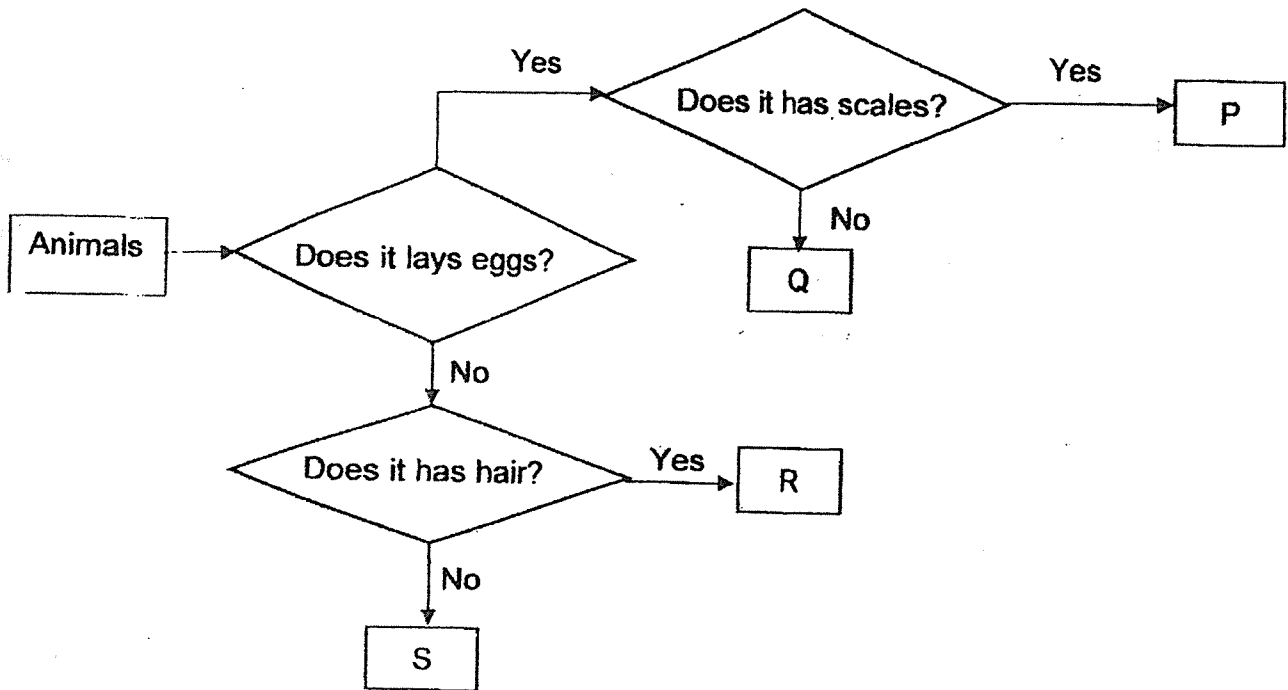 Yes
Does it has scales?
Yes
P
No
Q
Animals
Does it lays eggs?
No
Does it has hair?
Yes
R
No
S